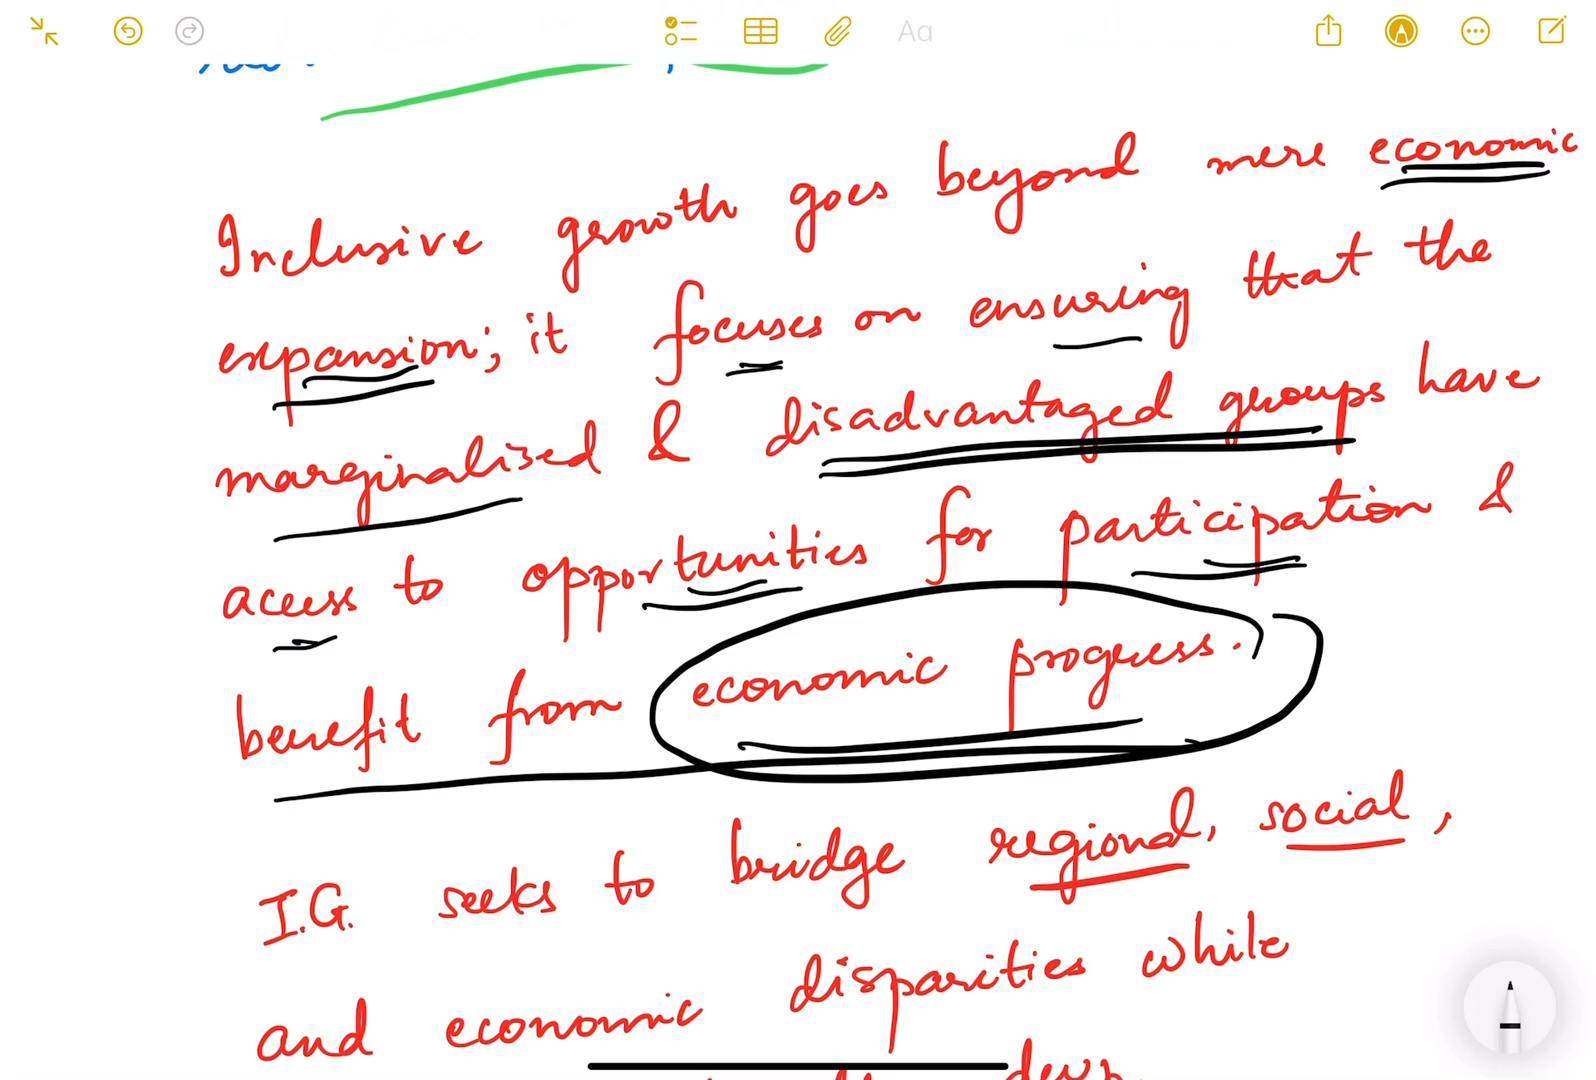 Aa
Inclusive growth goes beyond mere economic
expansion; it focuses on ensuring that the
marginalised & disadvantaged groups have
access to opportunities for participation &
benefit from economic progress.
I.G. seeks to bridge regional, social,
and economic disparities while